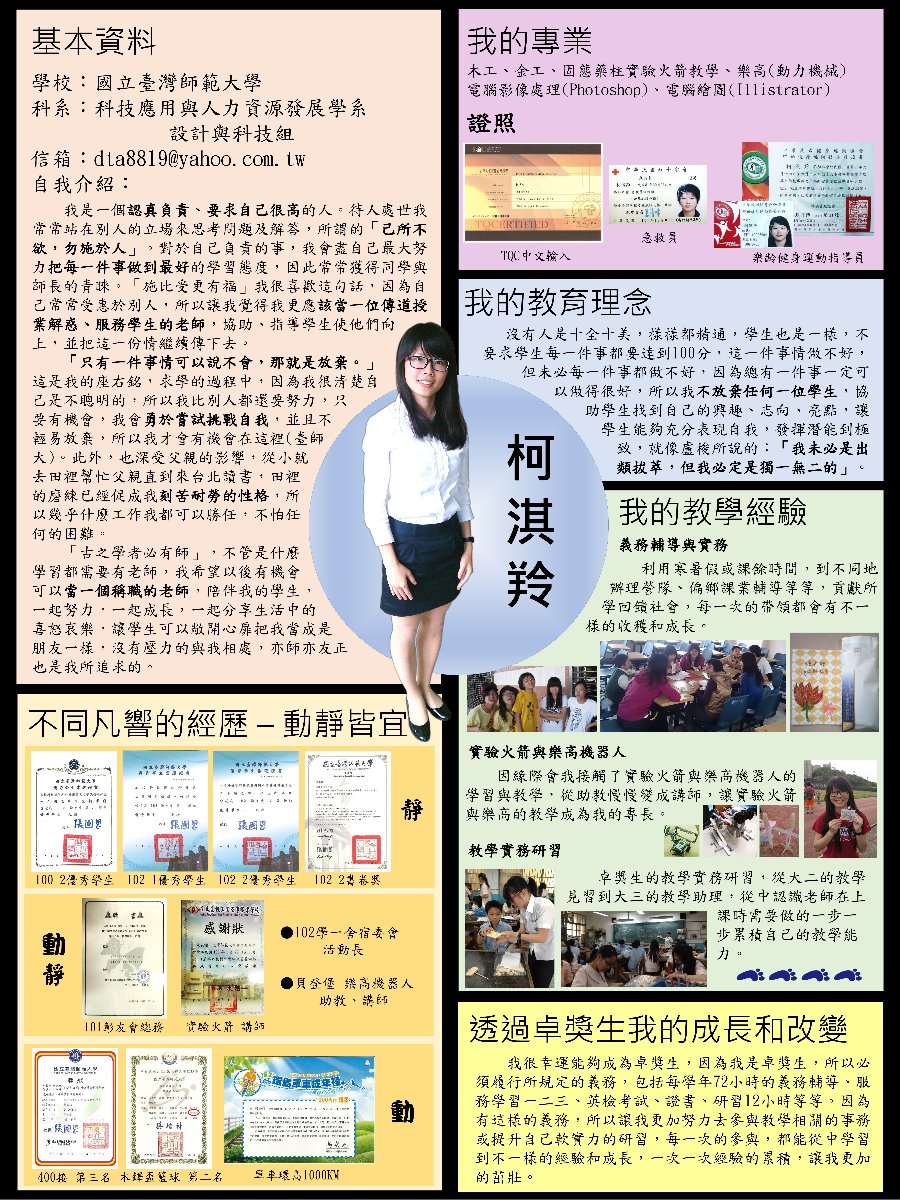 基本資料
學校：國立臺灣師範大學
科系：科技應用與人力資源發展學系
設計與科技組
信箱：dta8819@yahoo.com.tw
自我介紹：
我是一個認真負責、要求自己很高的人。待人處世我
常常站在別人的立場來思考問題及解答，所謂的「己所不
欲，勿施於人」。對於自己負責的事，我會盡自己最大努
力把每一件事做到最好的學習態度，因此常常獲得同學與
師長的青睞。「施比受更有福」我很喜歡這句話，因為自
己常常受惠於別人，所以讓我覺得我更應該當一位傳道授
業解惑、服務學生的老師，協助、指導學生使他們向
上，並把這一份情繼續傳下去。
「只有一件事情可以說不會，那就是放棄。」
這是我的座右銘，求學的過程中，因為我很清楚自
己是不聰明的，所以我比別人都還要努力，只
要有機會，我會勇於嘗試挑戰自我，並且不
輕易放棄，所以我才會有機會在這裡(臺師
大)。此外，也深受父親的影響，從小就
去田裡幫忙父親直到來台北讀書，田裡
的磨練已經促成我刻苦耐勞的性格，所
以幾乎什麼工作我都可以勝任，不怕任
何的困難。
「古之學者必有師」，不管是什麼
學習都需要有老師，我希望以後有機會
可以當一個稱職的老師，陪伴我的學生，
一起努力，一起成長，一起分享生活中的
喜怒哀樂，讓學生可以敞開心扉把我當成是
朋友一樣，沒有壓力的與我相處，亦師亦友正
也是我所追求的。
柯淇羚
不同凡響的經歷－動靜皆宜
靜
100-2優秀學生
102-1優秀學生
102-2優秀學生
102-2書卷獎
動靜
感謝狀
101彰友會總務
實驗火箭 講師
●102學一舍宿委會
活動長
●貝登堡 樂高機器人
助教、講師
動
400接 第三名
木鐸盃籃球 第二名
單車環島1000KM
我的專業
木工、金工、固態藥柱實驗火箭教學、樂高(動力機械)
電腦影像處理(Photoshop)、電腦繪圖(Illistrator)
證照
TQC中文輸入
急救員
樂齡健身運動指導員
我的教育理念
沒有人是十全十美，樣樣都精通，學生也是一樣，不
要求學生每一件事都要達到100分，這一件事情做不好，
但未必每一件事都做不好，因為總有一件事一定可
以做得很好，所以我不放棄任何一位學生，協
助學生找到自己的興趣、志向、亮點，讓
學生能夠充分表現自我，發揮潛能到極
致，就像盧梭所說的：「我未必是出
類拔萃，但我必定是獨一無二的」。
我的教學經驗
義務輔導與實務
利用寒暑假或課餘時間，到不同地
辦理營隊、偏鄉課業輔導等等，貢獻所
學回饋社會，每一次的帶領都會有不一
樣的收穫和成長。
實驗火箭與樂高機器人
因緣際會我接觸了實驗火箭與樂高機器人的
學習與教學，從助教慢慢變成講師，讓實驗火箭
與樂高的教學成為我的專長。
教學實務研習
卓獎生的教學實務研習，從大二的教學
見習到大三的教學助理，從中認識老師在上
課時需要做的一步一
步累積自己的教學能
力。
透過卓獎生我的成長和改變
我很幸運能夠成為卓獎生，因為我是卓獎生，所以必
須履行所規定的義務，包括每學年72小時的義務輔導、服
務學習一二三、英檢考試、證書、研習12小時等等。因為
有這樣的義務，所以讓我更加努力去參與教學相關的事務
或提升自己軟實力的研習，每一次的參與，都能從中學習
到不一樣的經驗和成長，一次一次經驗的累積，讓我更加
的茁壯。